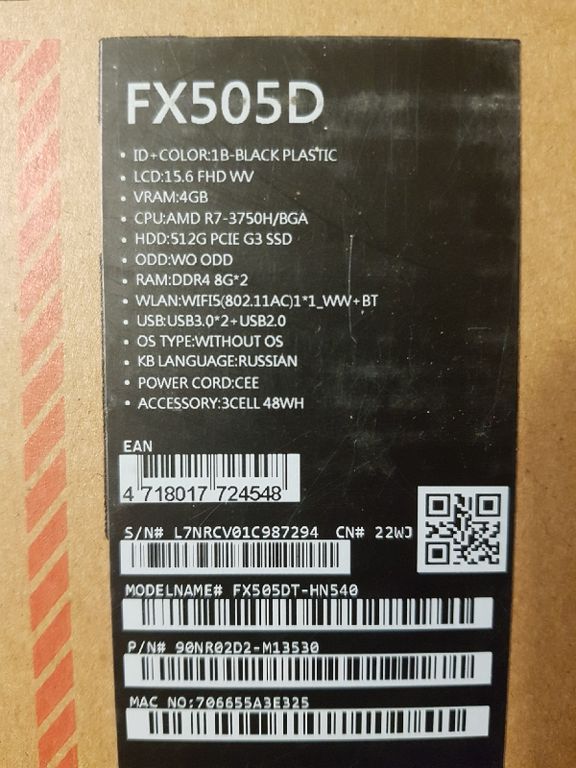 FX505D
• ID+COLOR:1B-BLACK PLASTIC
• LCD:15.6 FHD WV
• VRAM:4GB
• CPU:AMD R7-3750H/BGA
• HDD:512G PCIE G3 SSD
• ODD:WO ODD
• RAM:DDR4 8G*2
• WLAN:WIFI5(802.11AC)1*1_WW+BT
• USB:USB3.0*2+USB2.0
• OS TYPE:WITHOUT OS
• KB LANGUAGE:RUSSIAN
• POWER CORD:CEE
• ACCESSORY:3CELL 48WH
EAN
4 718017 724548
S/N# L7NRCV01C987294 CN# 22WJ
MODELNAME# FX505DT-HN540
P/N# 90NR02D2-M13530
MAC NO:706655A3E325